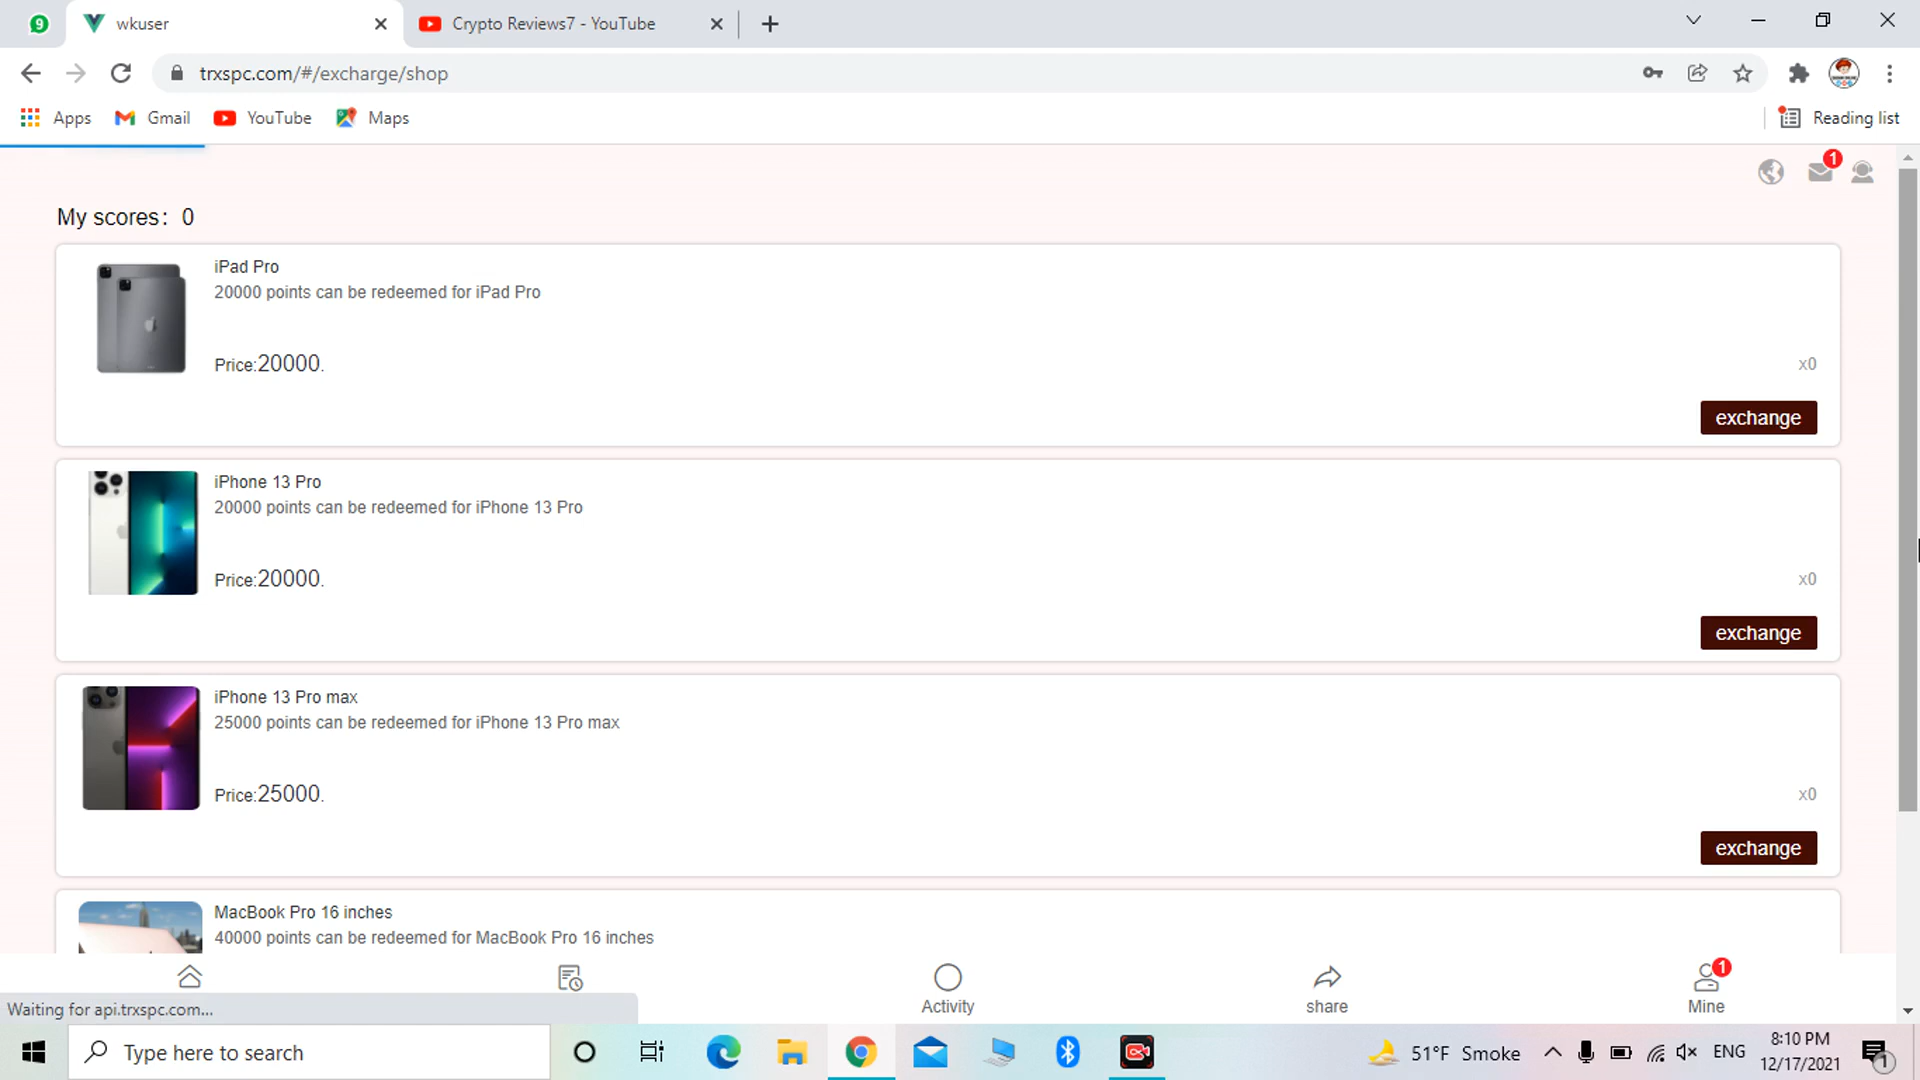 9
wkuser
Crypto Reviews7 - YouTube
trxspc.com/#/exchange/shop
Apps
Gmail
YouTube
Maps
Reading list
1
My scores: 0
iPad Pro
20000 points can be redeemed for iPad Pro
Price:20000.
x0
exchange
iPhone 13 Pro
20000 points can be redeemed for iPhone 13 Pro
Price:20000.
x0
exchange
iPhone 13 Pro max
25000 points can be redeemed for iPhone 13 Pro max
Price:25000.
x0
exchange
MacBook Pro 16 inches
40000 points can be redeemed for MacBook Pro 16 inches
Activity
share
1
Mine
Waiting for api.trxspc.com...
Type here to search
51°F Smoke
ENG
8:10 PM
12/17/2021
1